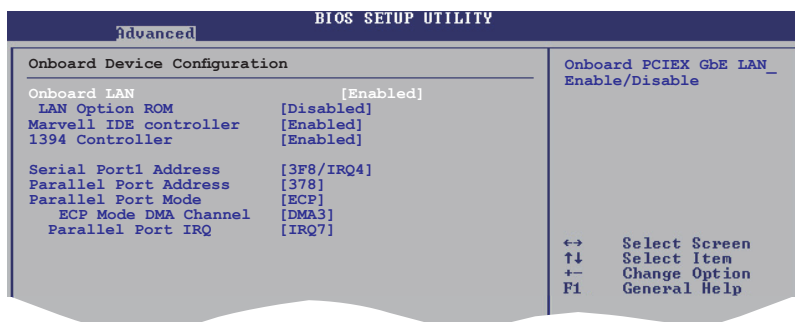 BIOS SETUP UTILITY
Advanced
Onboard Device Configuration
Onboard LAN [Enabled]
LAN Option ROM [Disabled]
Marvell IDE controller [Enabled]
1394 Controller [Enabled]
Serial Port1 Address [3F8/IRQ4]
Parallel Port Address [378]
Parallel Port Mode [ECP]
ECP Mode DMA Channel [DMA3]
Parallel Port IRQ [IRQ7]
Onboard PCIEX GbE LAN_
Enable/Disable
←→ Select Screen
↑↓ Select Item
+- Change Option
F1 General Help